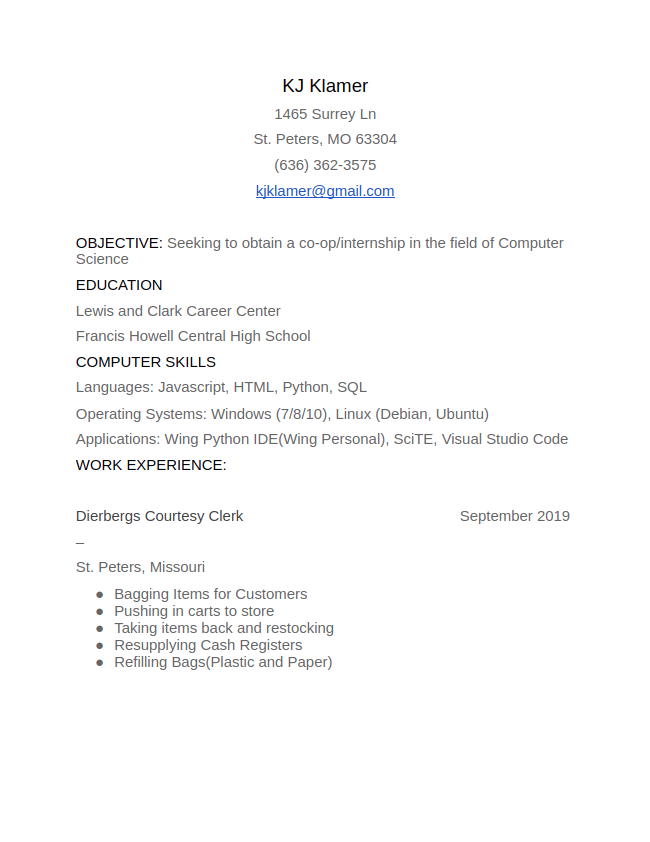 KJ Klamer
1465 Surrey Ln
St. Peters, MO 63304
(636) 362-3575
kjklamer@gmail.com
OBJECTIVE: Seeking to obtain a co-op/internship in the field of Computer
Science
EDUCATION
Lewis and Clark Career Center
Francis Howell Central High School
COMPUTER SKILLS
Languages: Javascript, HTML, Python, SQL
Operating Systems: Windows (7/8/10), Linux (Debian, Ubuntu)
Applications: Wing Python IDE(Wing Personal), SciTE, Visual Studio Code
WORK EXPERIENCE:
Dierbergs Courtesy Clerk September 2019
–
St. Peters, Missouri
● Bagging Items for Customers
● Pushing in carts to store
● Taking items back and restocking
● Resupplying Cash Registers
● Refilling Bags(Plastic and Paper)